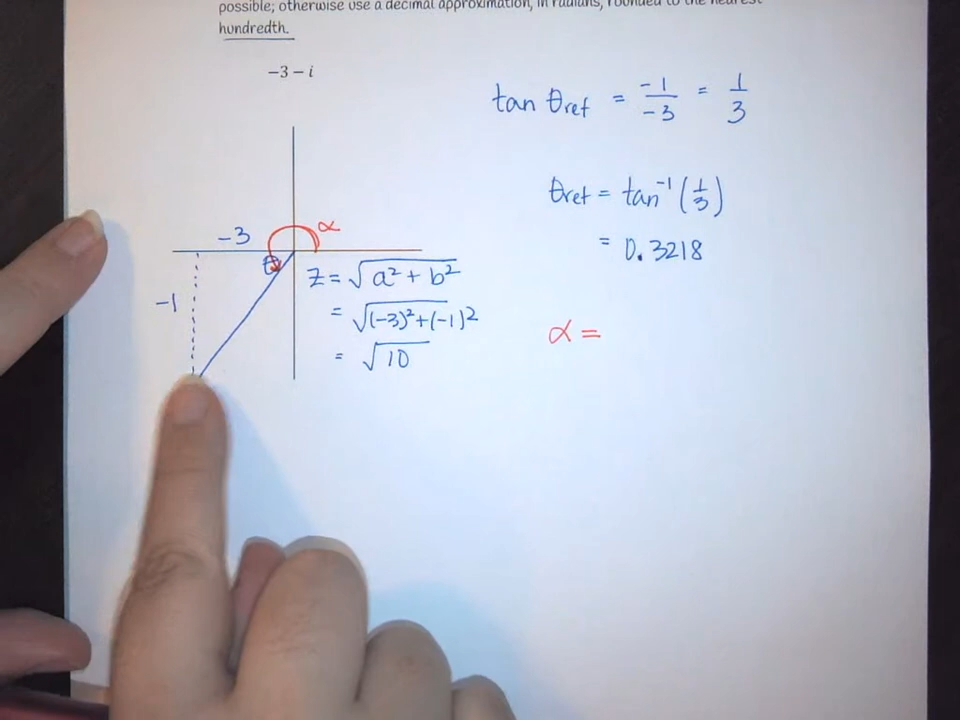 possible; otherwise use a decimal approximation, in radians, rounded to the nearest
hundredth.
−3 − i
tan θref = -1/-3 = 1/3
θref = tan⁻¹(1/3)
= 0.3218
α
-3
θ
-1
Z = √(a² + b²)
= √((-3)²+(-1)²)
= √10
α =